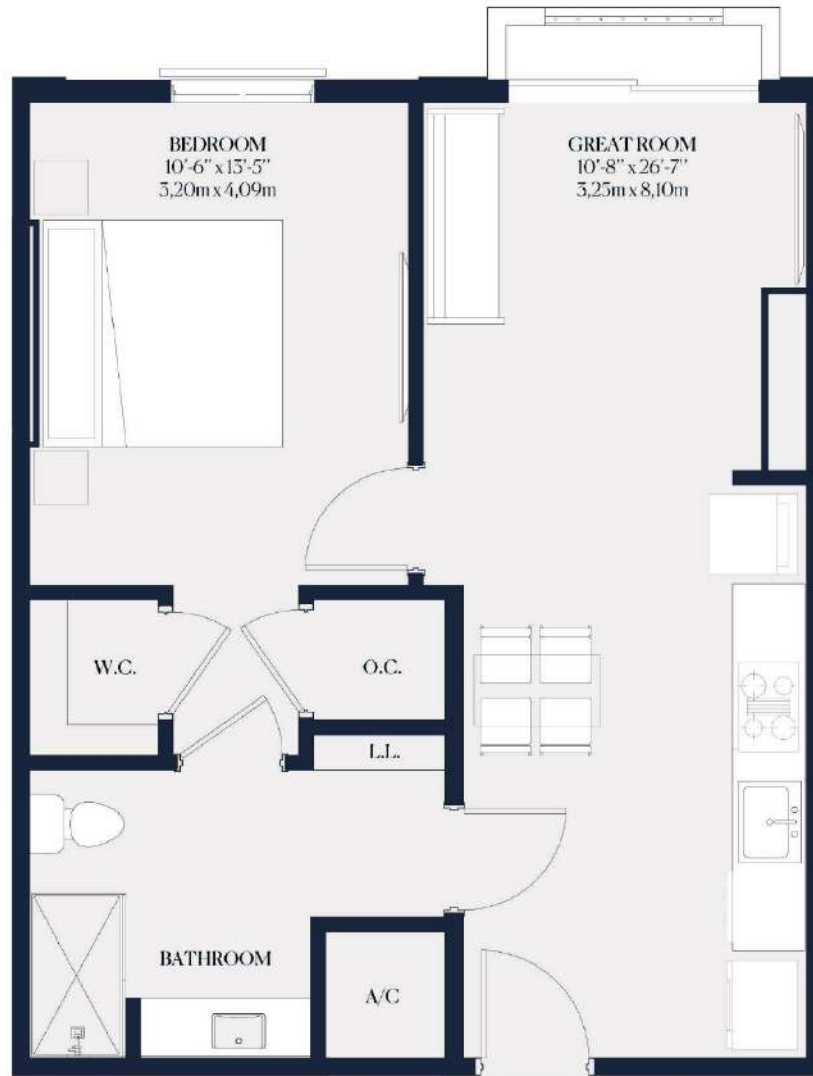 BEDROOM
10'-6" x 13'-5"
3,20m x 4,09m
GREAT ROOM
10'-8" x 26'-7"
3,25m x 8,10m
W.C.
O.C.
L.L.
BATHROOM
A/C